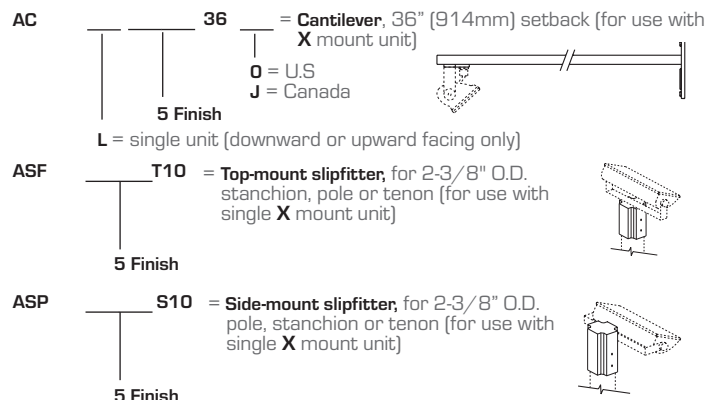 AC 36 = Cantilever, 36" (914mm) setback (for use with
X mount unit)
0 = U.S
J = Canada
5 Finish
L = single unit (downward or upward facing only)
ASF T10 = Top-mount slipfitter, for 2-3/8" O.D.
stanchion, pole or tenon (for use with
single X mount unit)
5 Finish
ASP S10 = Side-mount slipfitter, for 2-3/8" O.D.
pole, stanchion or tenon (for use with
single X mount unit)
5 Finish